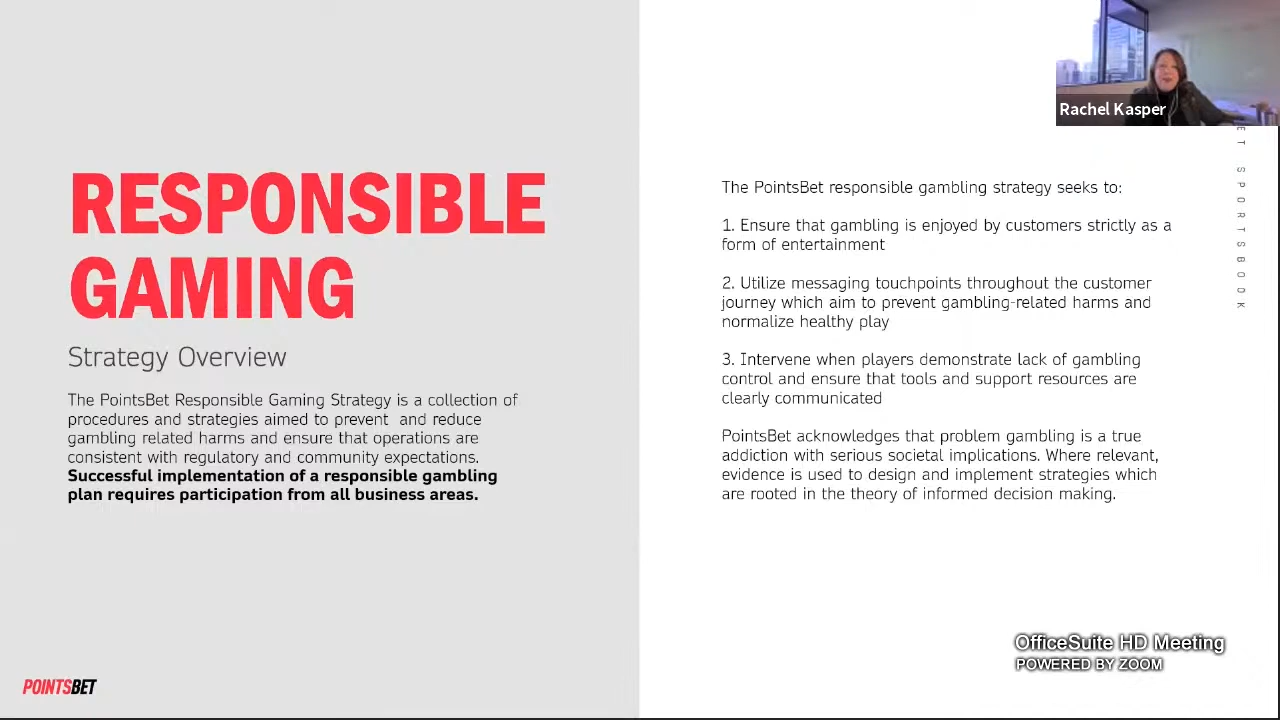 RESPONSIBLE
GAMING
Strategy Overview
The PointsBet Responsible Gaming Strategy is a collection of
procedures and strategies aimed to prevent  and reduce
gambling related harms and ensure that operations are
consistent with regulatory and community expectations.
Successful implementation of a responsible gambling
plan requires participation from all business areas.
POINTSBET
Rachel Kasper
ET SPORTSBOOK
The PointsBet responsible gambling strategy seeks to:
1. Ensure that gambling is enjoyed by customers strictly as a
form of entertainment
2. Utilize messaging touchpoints throughout the customer
journey which aim to prevent gambling-related harms and
normalize healthy play
3. Intervene when players demonstrate lack of gambling
control and ensure that tools and support resources are
clearly communicated
PointsBet acknowledges that problem gambling is a true
addiction with serious societal implications. Where relevant,
evidence is used to design and implement strategies which
are rooted in the theory of informed decision making.
OfficeSuite HD Meeting
POWERED BY ZOOM